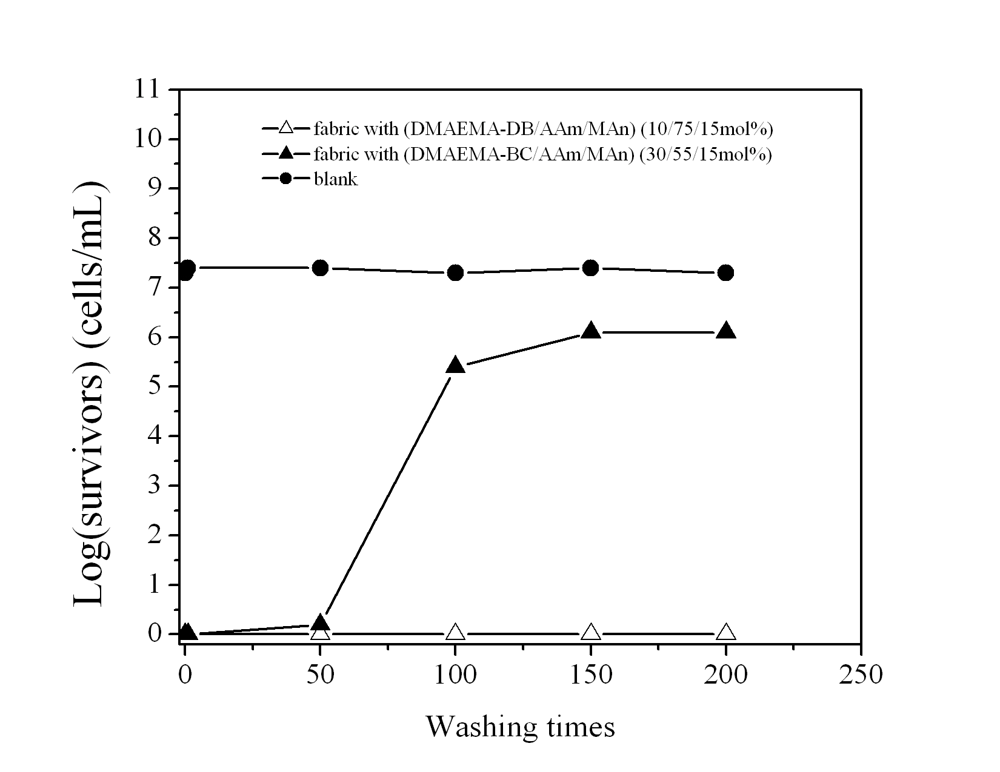 11
10
9
8
7
6
5
4
3
2
1
0
Log(survivors) (cells/mL)
fabric with (DMAEMA-DB/AAm/MAn) (10/75/15mol%)
fabric with (DMAEMA-BC/AAm/MAn) (30/55/15mol%)
blank
0 50 100 150 200 250
Washing times